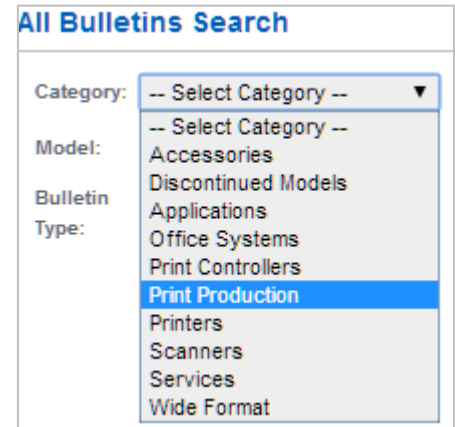 All Bulletins Search
Category: -- Select Category --
-- Select Category --
Model:
Accessories
Discontinued Models
Bulletin Type:
Applications
Office Systems
Print Controllers
Print Production
Printers
Scanners
Services
Wide Format